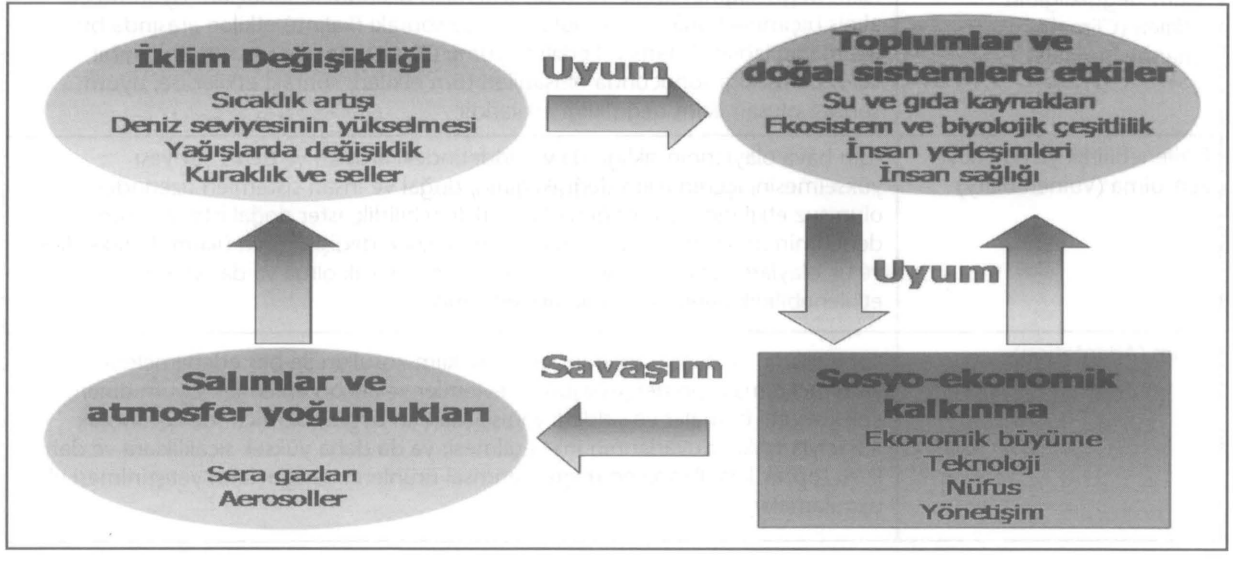 İklim Değişikliği
Sıcaklık artışı
Deniz seviyesinin yükselmesi
Yağışlarda değişiklik
Kuraklık ve seller
Uyum
Toplumlar ve
doğal sistemlere etkiler
Su ve gıda kaynakları
Ekosistem ve biyolojik çeşitlilik
İnsan yerleşimleri
İnsan sağlığı
Uyum
Savaşım
Salımlar ve
atmosfer yoğunlukları
Sera gazları
Aerosoller
Sosyo-ekonomik
kalkınma
Ekonomik büyüme
Teknoloji
Nüfus
Yönetişim